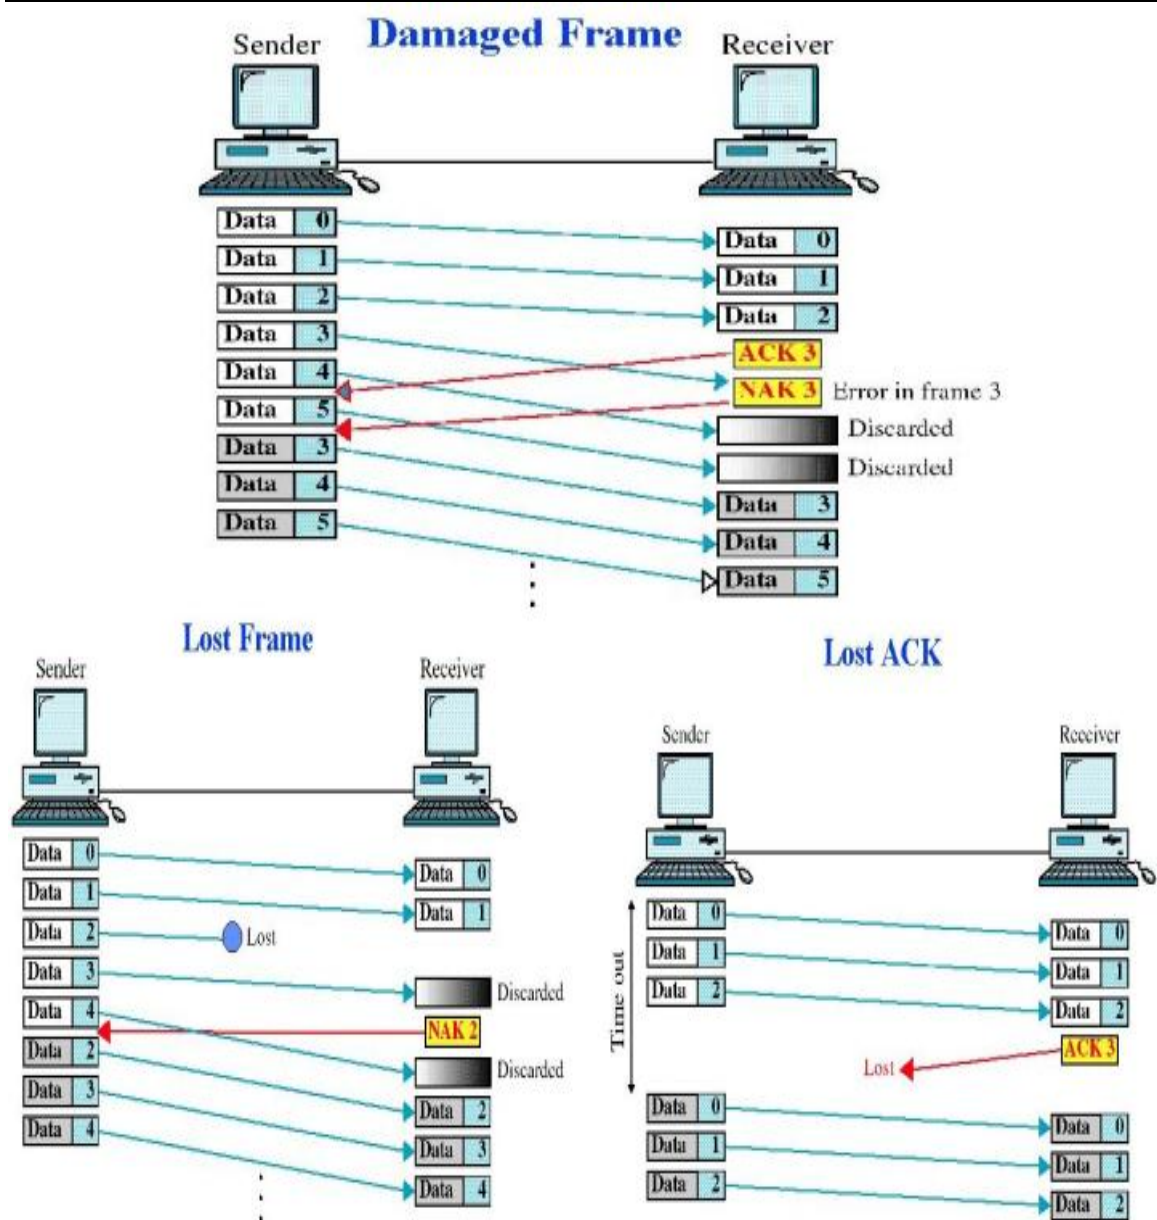 Damaged Frame
Sender Receiver
Data 0
Data 1
Data 2
Data 3
Data 4
Data 5
Data 3
Data 4
Data 5
Data 0
Data 1
Data 2
ACK 3
NAK 3 Error in frame 3
Discarded
Discarded
Data 3
Data 4
Data 5
Lost Frame
Sender Receiver
Data 0
Data 1
Data 2 Lost
Data 3
Data 4
Data 2
Data 3
Data 4
Data 0
Data 1
Discarded
NAK 2
Discarded
Data 2
Data 3
Data 4
Lost ACK
Sender Receiver
Time out
Data 0
Data 1
Data 2
Data 0
Data 1
Data 2
Data 0
Data 1
Data 2
ACK 3
Lost
Data 0
Data 1
Data 2